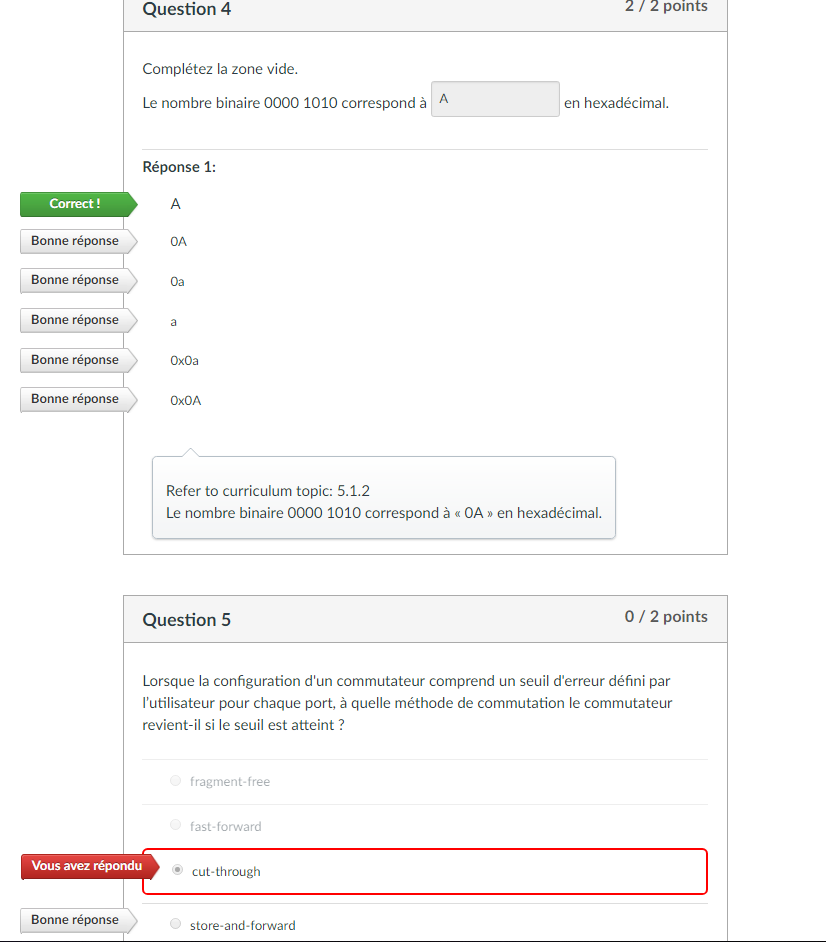 Question 4
2 / 2 points
Complétez la zone vide.
Le nombre binaire 0000 1010 correspond à A en hexadécimal.
Réponse 1:
Correct !
A
Bonne réponse
0A
Bonne réponse
0a
Bonne réponse
a
Bonne réponse
0x0a
Bonne réponse
0x0A
Refer to curriculum topic: 5.1.2
Le nombre binaire 0000 1010 correspond à « 0A » en hexadécimal.
Question 5
0 / 2 points
Lorsque la configuration d'un commutateur comprend un seuil d'erreur défini par
l’utilisateur pour chaque port, à quelle méthode de commutation le commutateur
revient-il si le seuil est atteint ?
fragment-free
fast-forward
Vous avez répondu
cut-through
Bonne réponse
store-and-forward